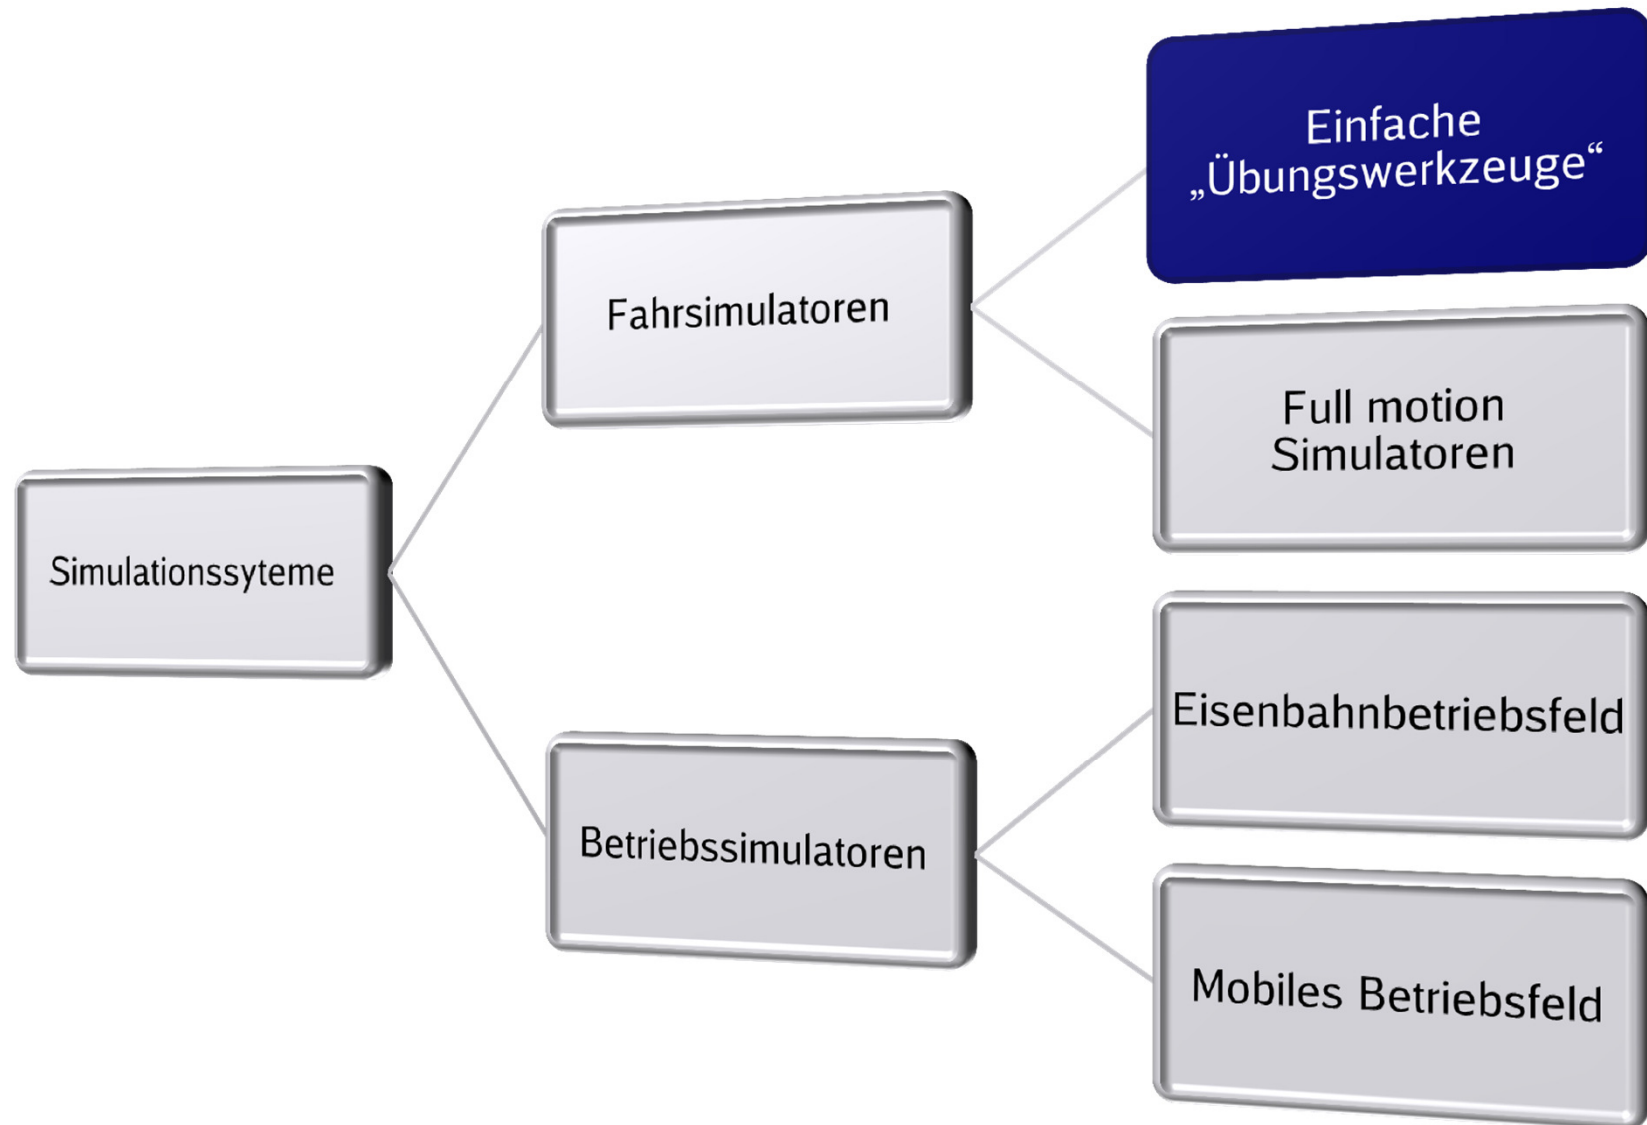 Simulationssyteme
Fahrsimulatoren
Einfache
„Übungswerkzeuge“
Full motion
Simulatoren
Betriebssimulatoren
Eisenbahnbetriebsfeld
Mobiles Betriebsfeld